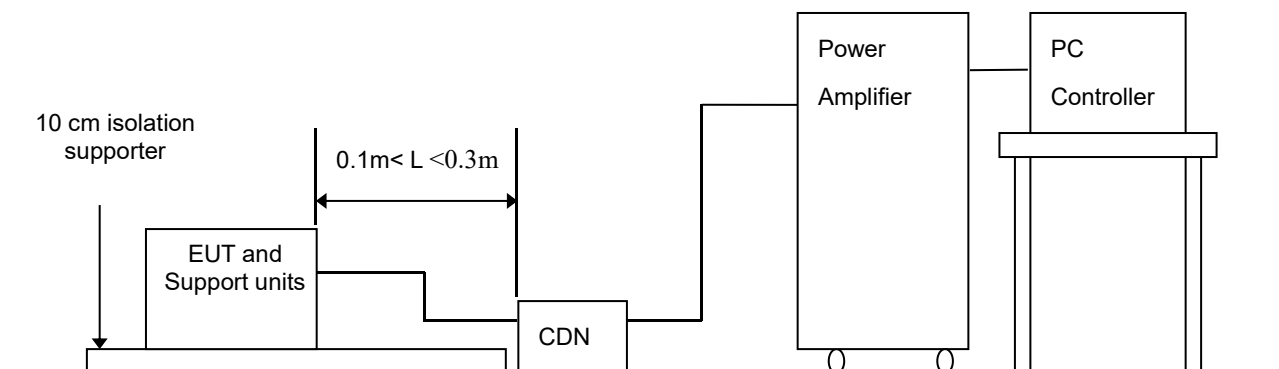 Power
Amplifier
PC
Controller
10 cm isolation
supporter
0.1m< L <0.3m
EUT and
Support units
CDN